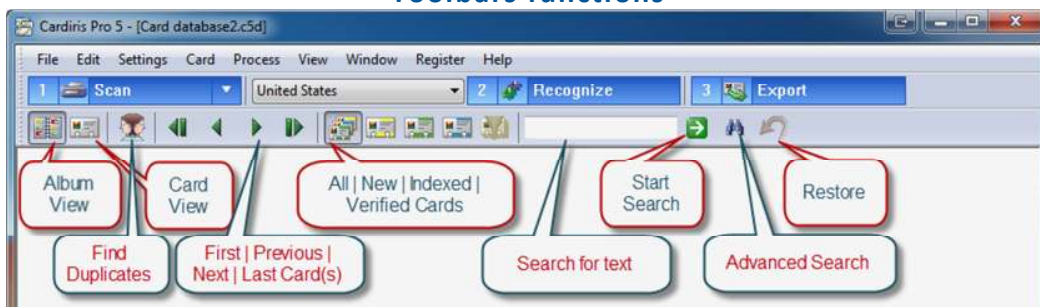 Toolbars functions
Cardiris Pro 5 - [Card database2.c5d]
File Edit Settings Card Process View Window Register Help
1 Scan United States 2 Recognize 3 Export
Album
View
Card
View
All | New | Indexed |
Verified Cards
Start
Search
Restore
Find
Duplicates
First | Previous |
Next | Last Card(s)
Search for text
Advanced Search